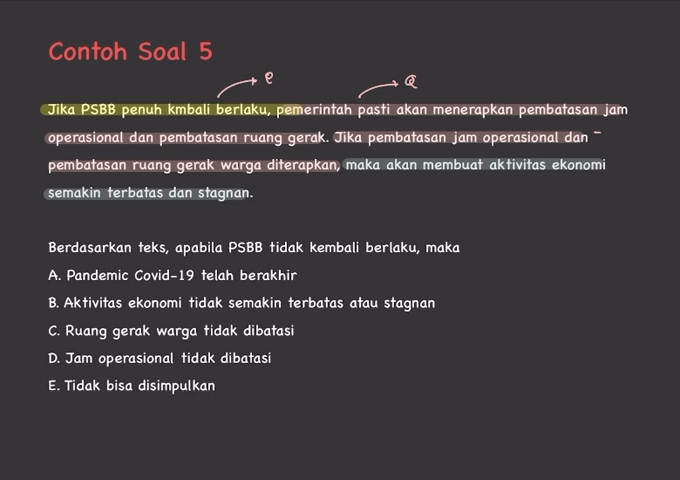 Contoh Soal 5
P
Q
Jika PSBB penuh kmbali berlaku, pemerintah pasti akan menerapkan pembatasan jam
operasional dan pembatasan ruang gerak. Jika pembatasan jam operasional dan
pembatasan ruang gerak warga diterapkan, maka akan membuat aktivitas ekonomi
semakin terbatas dan stagnan.
Berdasarkan teks, apabila PSBB tidak kembali berlaku, maka
A. Pandemic Covid-19 telah berakhir
B. Aktivitas ekonomi tidak semakin terbatas atau stagnan
C. Ruang gerak warga tidak dibatasi
D. Jam operasional tidak dibatasi
E. Tidak bisa disimpulkan